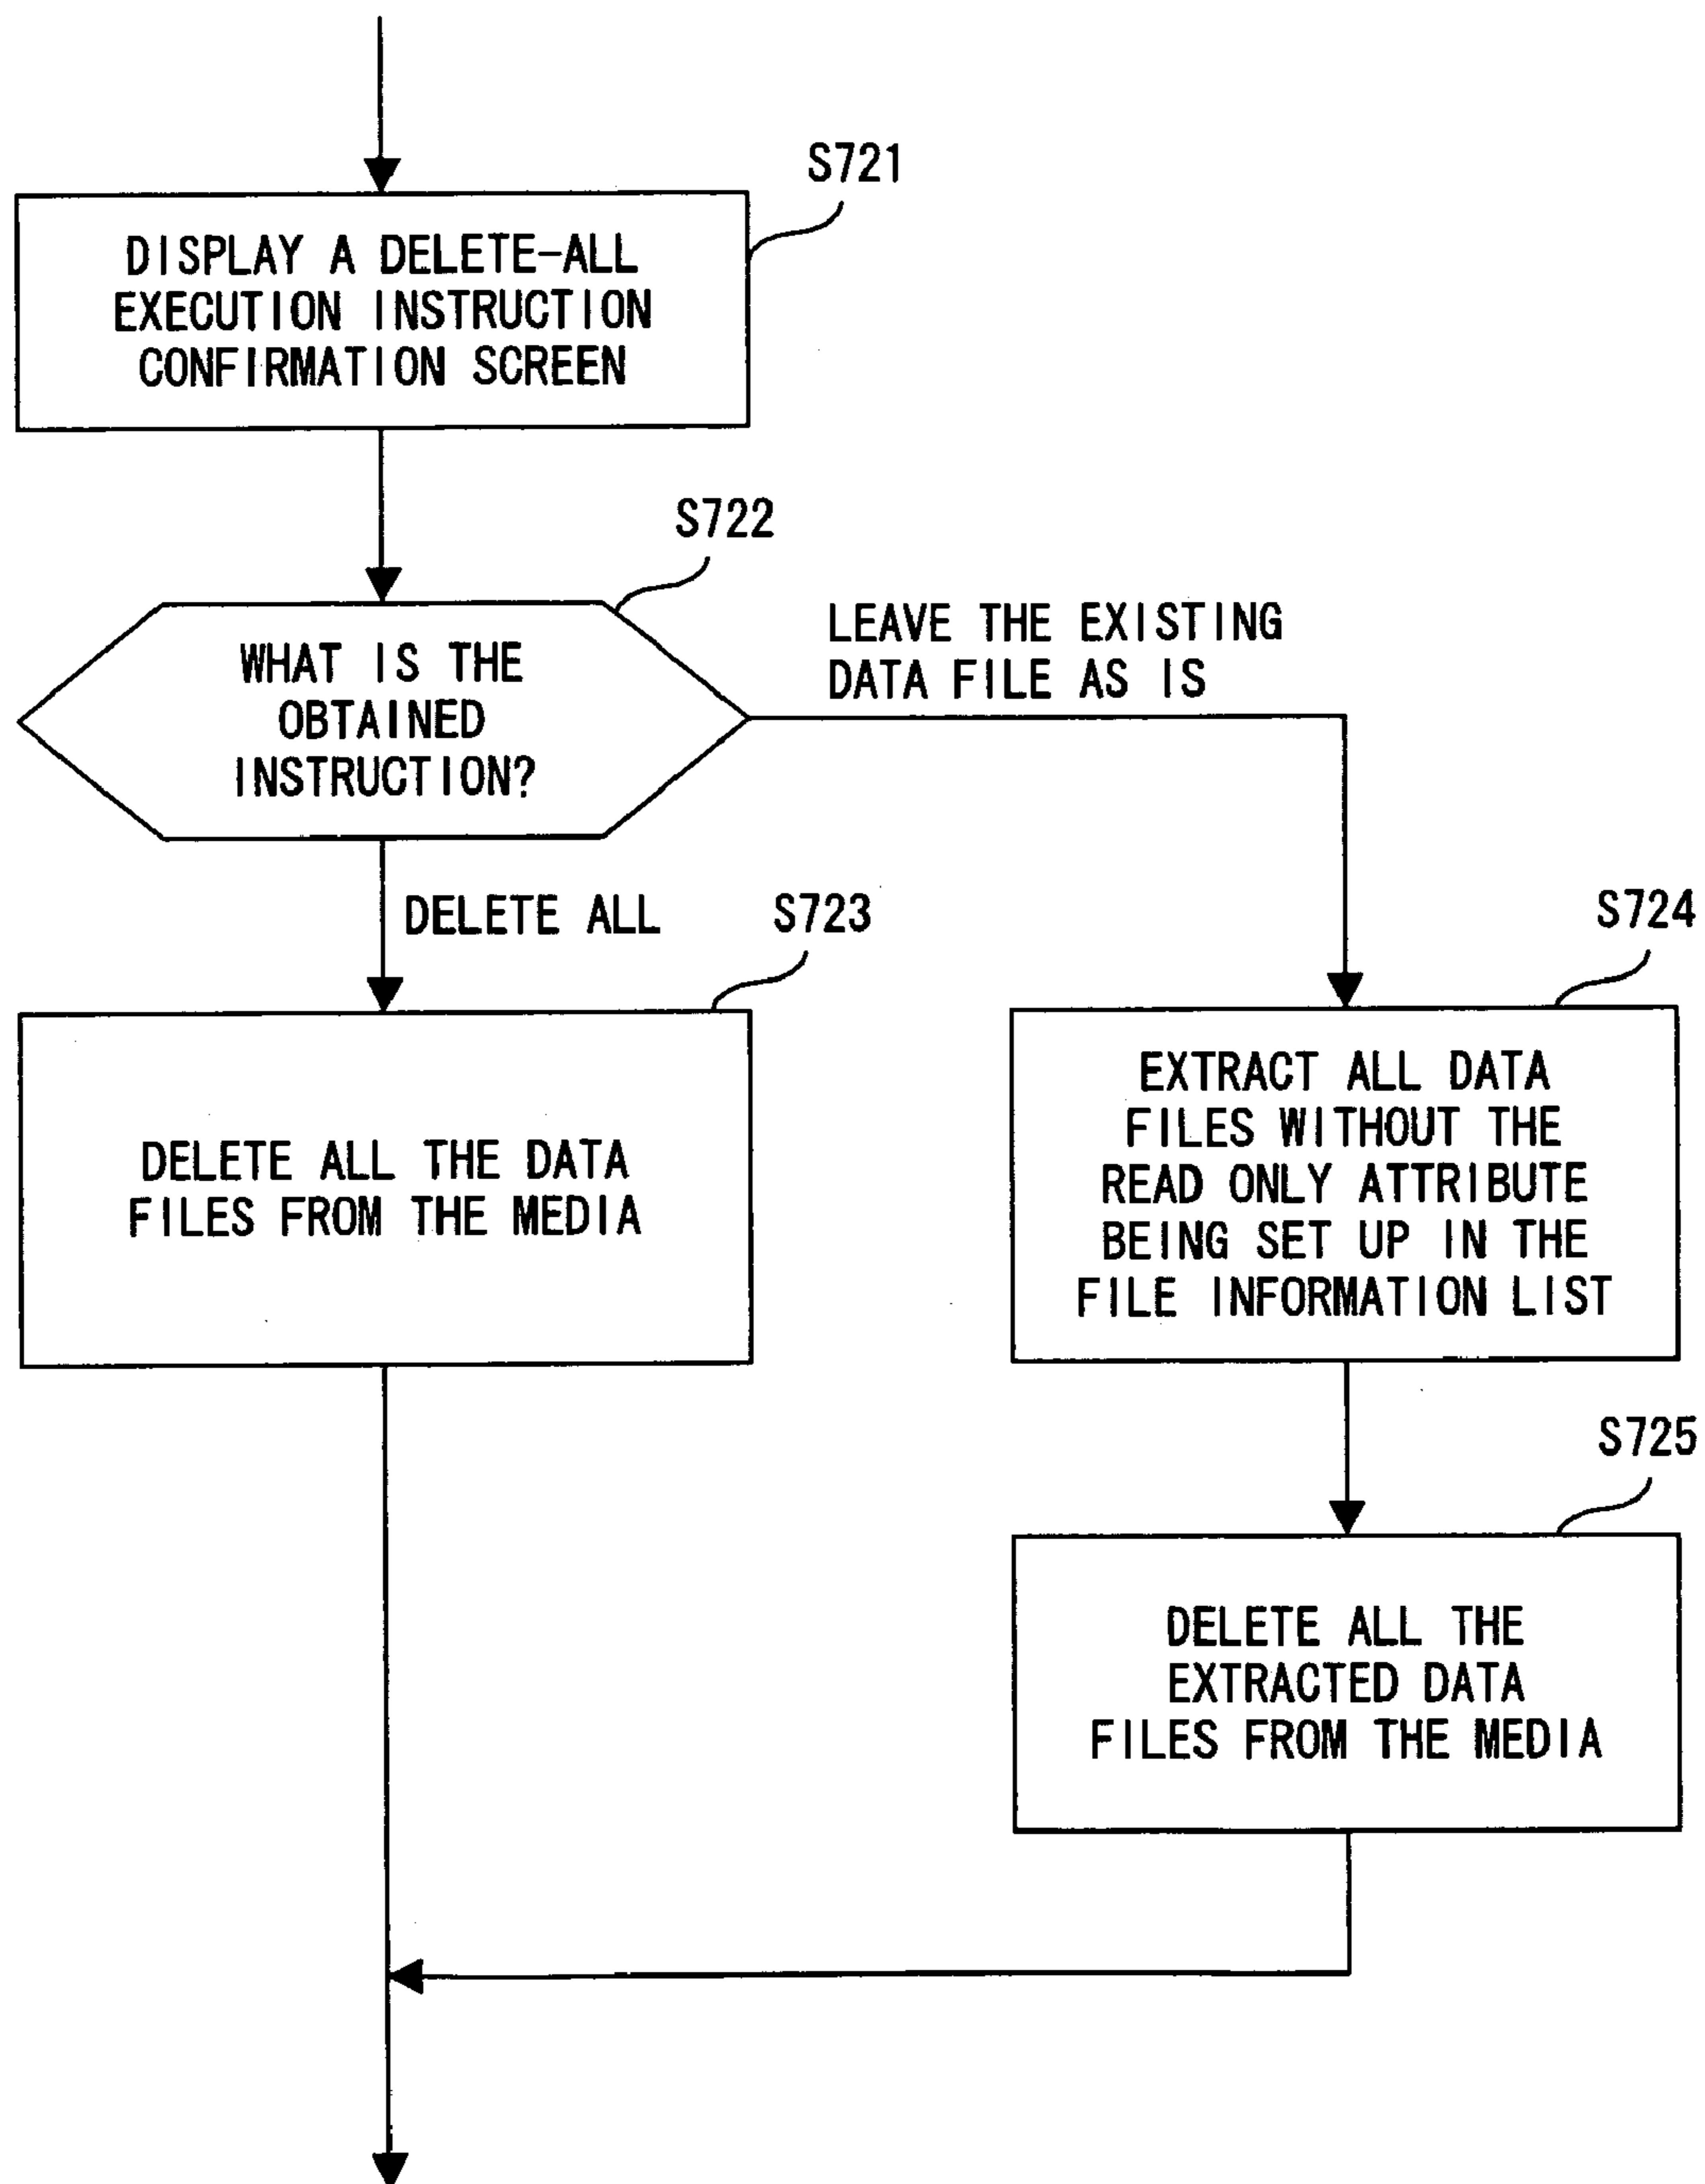 S721
DISPLAY A DELETE-ALL
EXECUTION INSTRUCTION
CONFIRMATION SCREEN
S722
WHAT IS THE
OBTAINED
INSTRUCTION?
LEAVE THE EXISTING
DATA FILE AS IS
DELETE ALL
S723
DELETE ALL THE DATA
FILES FROM THE MEDIA
S724
EXTRACT ALL DATA
FILES WITHOUT THE
READ ONLY ATTRIBUTE
BEING SET UP IN THE
FILE INFORMATION LIST
S725
DELETE ALL THE
EXTRACTED DATA
FILES FROM THE MEDIA